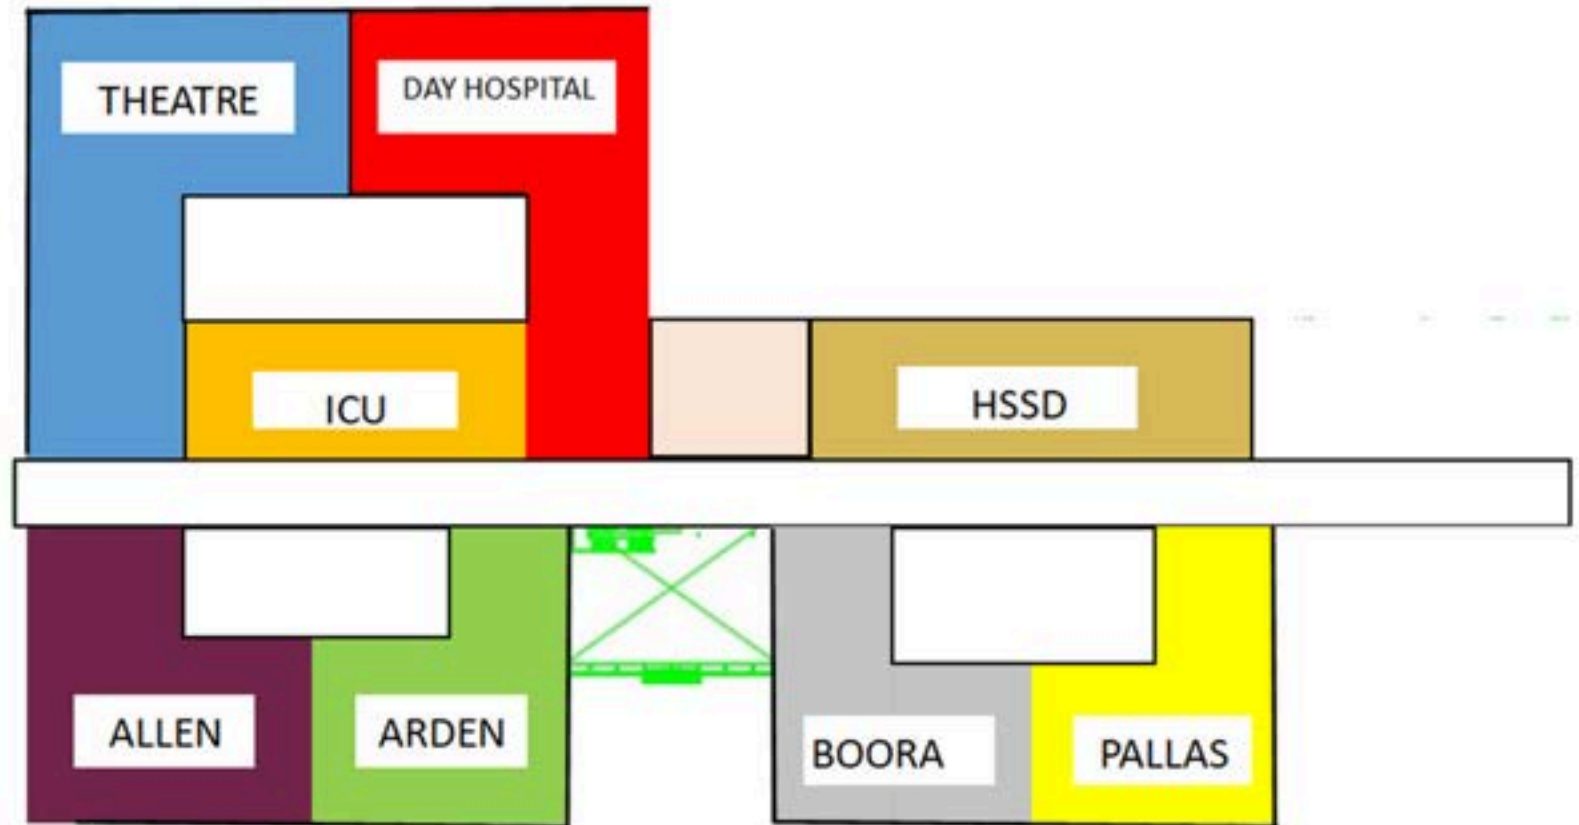 THEATRE
DAY HOSPITAL
ICU
HSSD
ALLEN
ARDEN
BOORA
PALLAS